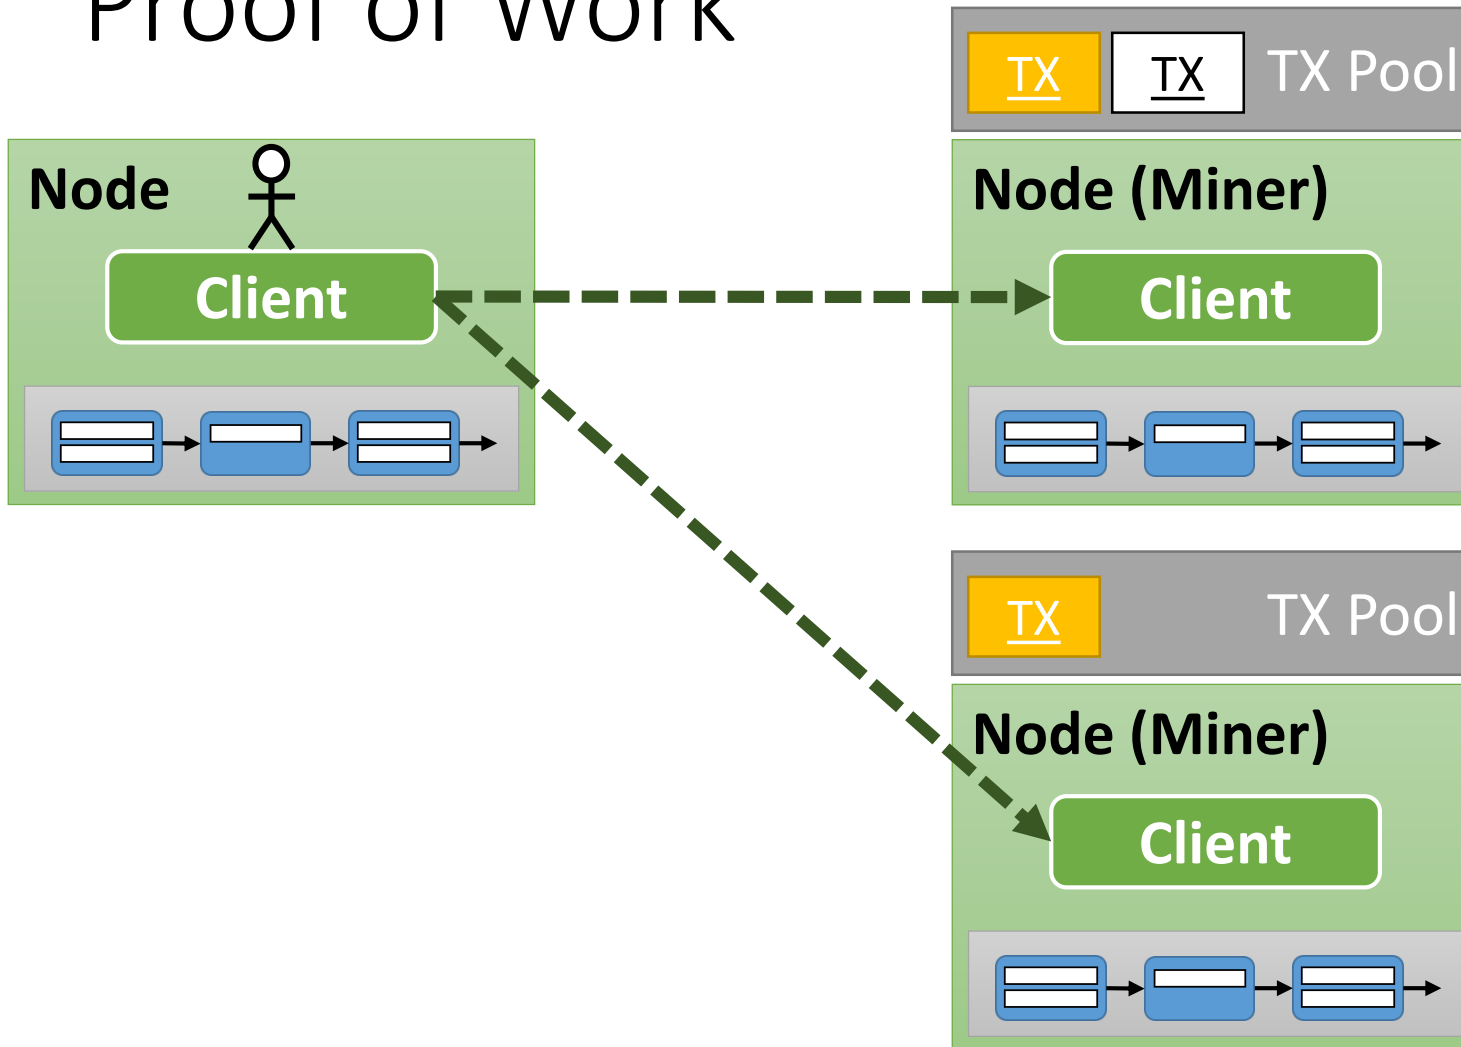 Proof of Work
TX TX TX Pool
Node
Client
Node (Miner)
Client
TX TX Pool
Node (Miner)
Client